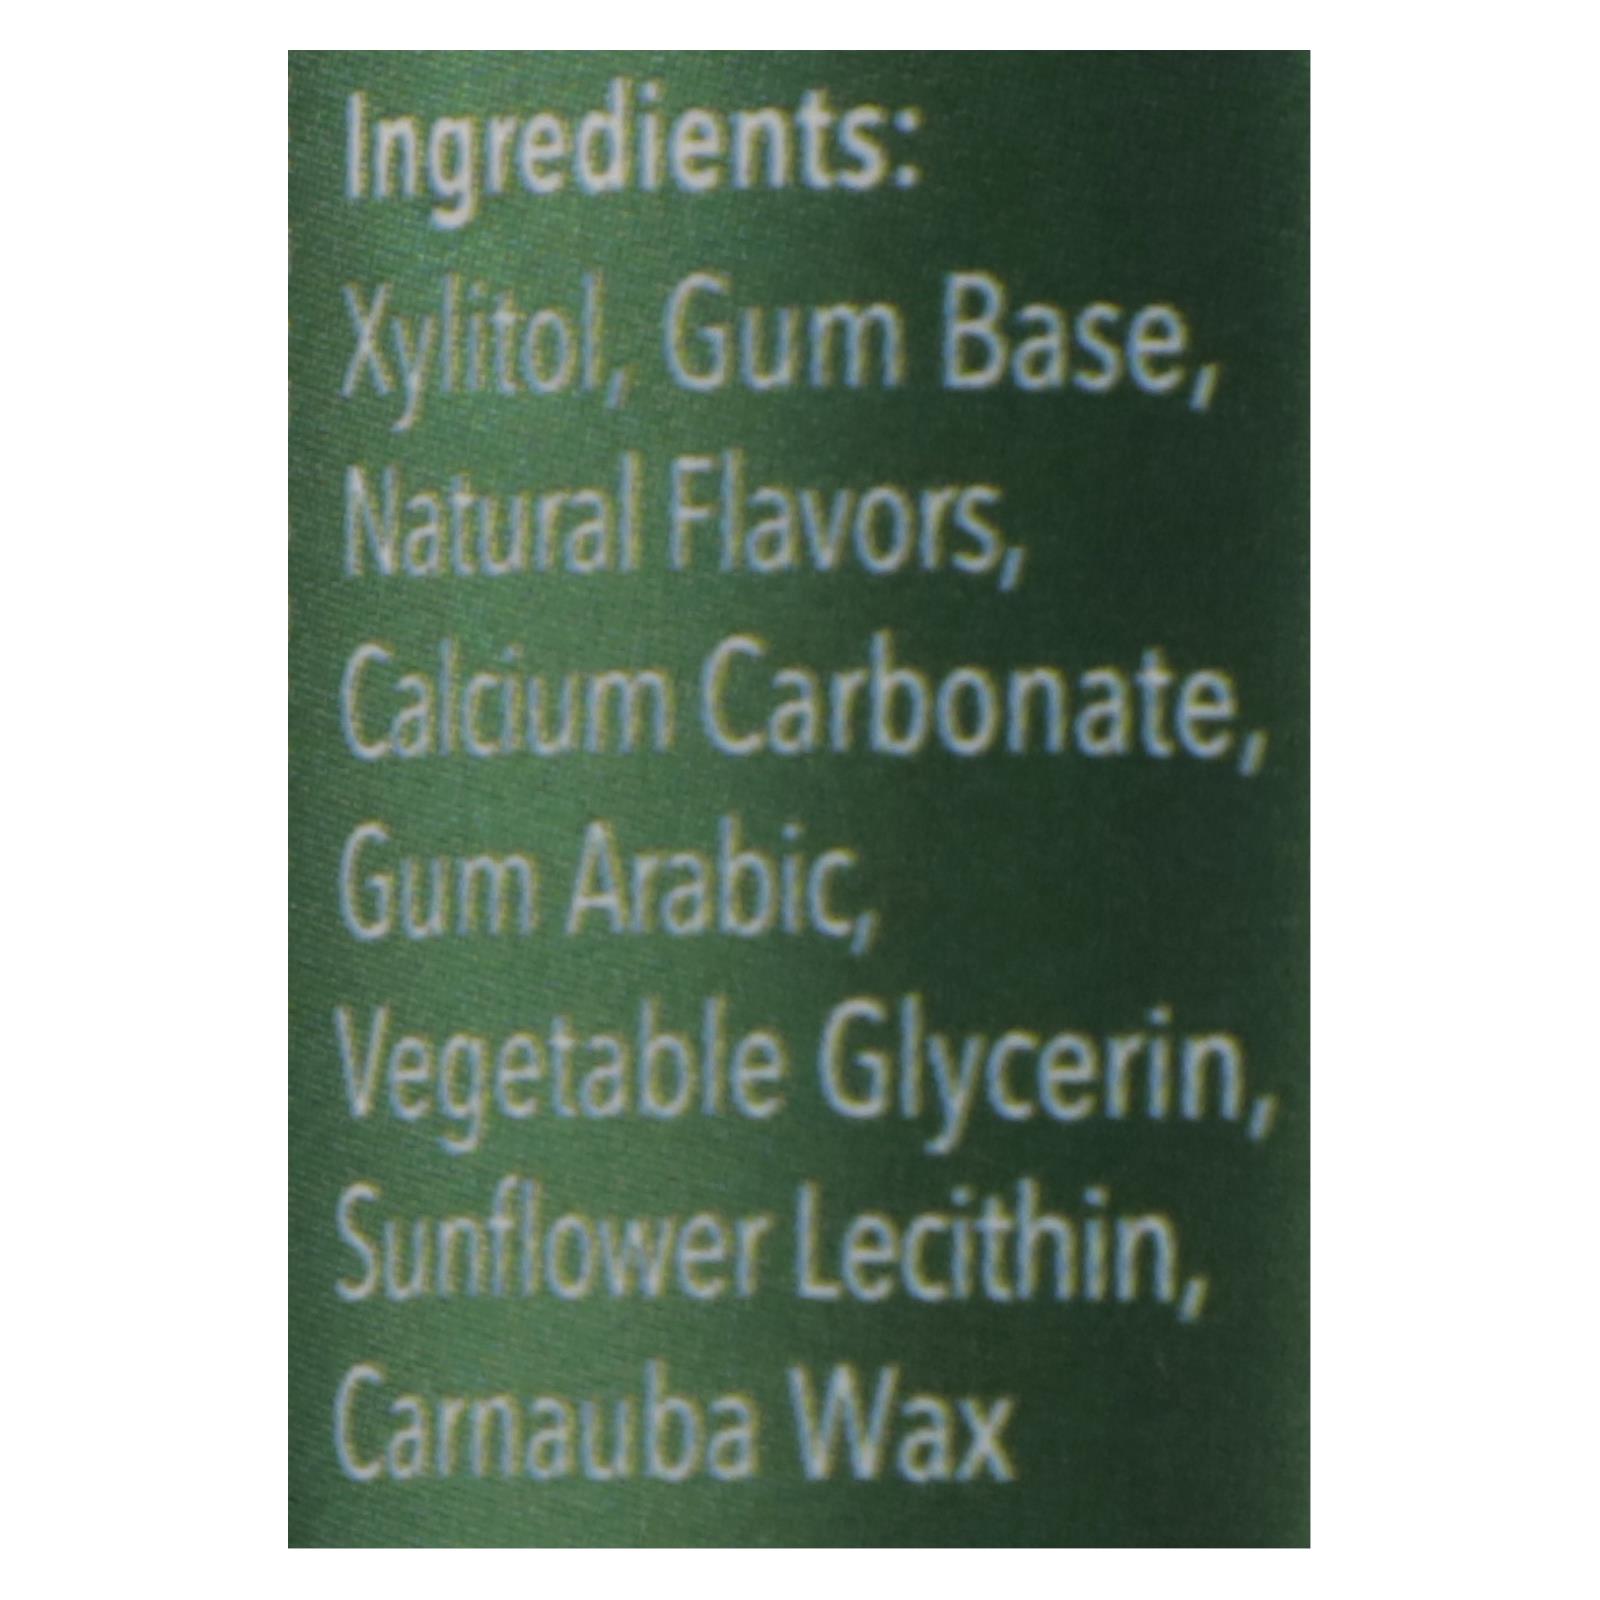 Ingredients:
Xylitol, Gum Base,
Natural Flavors,
Calcium Carbonate,
Gum Arabic,
Vegetable Glycerin,
Sunflower Lecithin,
Carnauba Wax